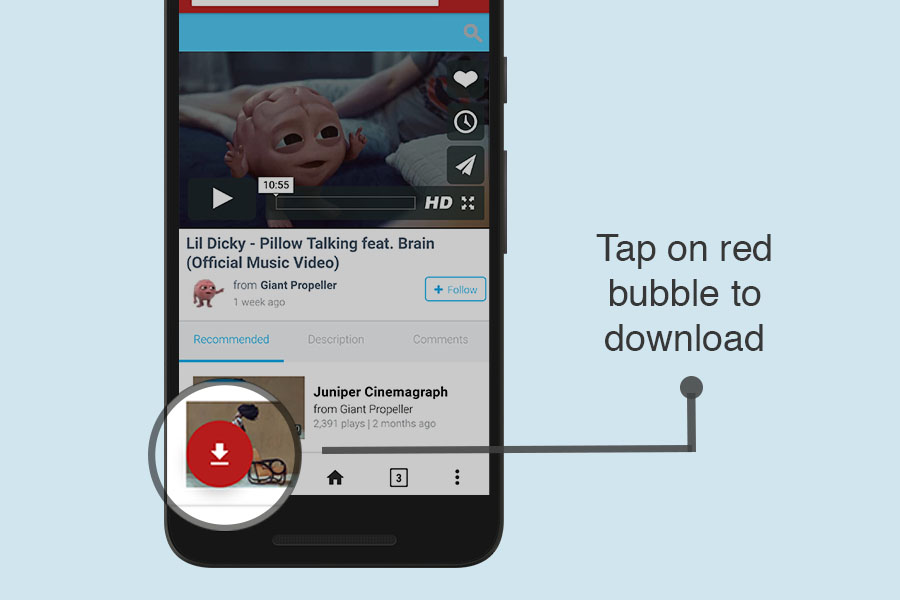 10:55
HD
Lil Dicky - Pillow Talking feat. Brain
(Official Music Video)
from Giant Propeller
1 week ago
+ Follow
Recommended
Description
Comments
Juniper Cinemagraph
from Giant Propeller
2,391 plays | 2 months ago
3
Tap on red
bubble to
download